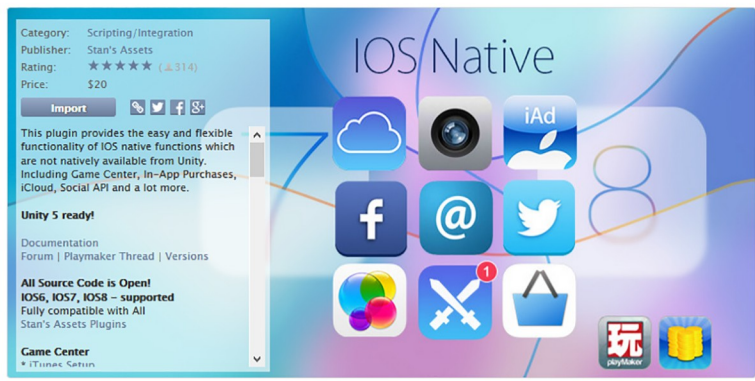 Category: Scripting/Integration
Publisher: Stan's Assets
Rating: ★★★★★ (314)
Price: $20
Import
This plugin provides the easy and flexible
functionality of IOS native functions which
are not natively available from Unity.
Including Game Center, In-App Purchases,
iCloud, Social API and a lot more.
Unity 5 ready!
Documentation
Forum | Playmaker Thread | Versions
All Source Code is Open!
IOS6, IOS7, IOS8 – supported
Fully compatible with All
Stan's Assets Plugins
Game Center
* iTunes Setup
IOS Native
iAd
7
8
f
@
1
玩
playMaker